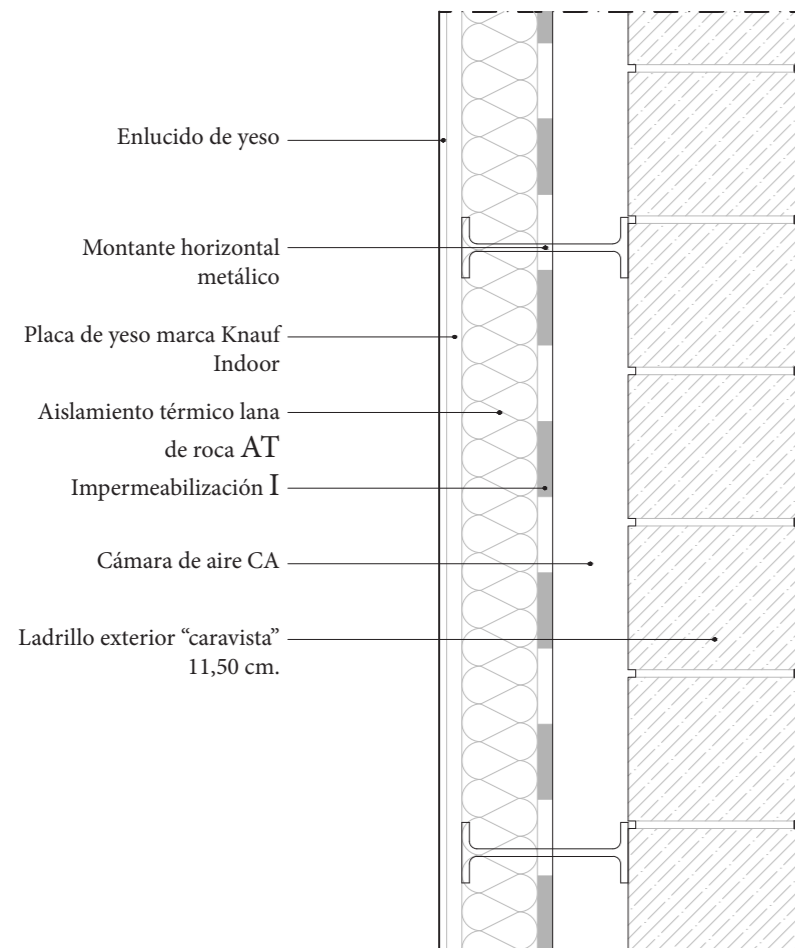 Enlucido de yeso
Montante horizontal
metálico
Placa de yeso marca Knauf
Indoor
Aislamiento térmico lana
de roca AT
Impermeabilización I
Cámara de aire CA
Ladrillo exterior “caravista”
11,50 cm.